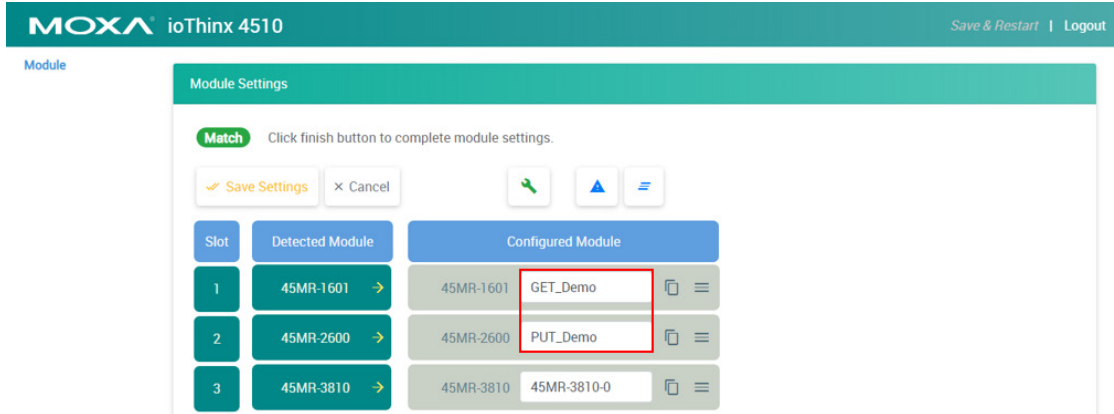 MOXA ioThinx 4510 Save & Restart | Logout
Module
Module Settings
Match Click finish button to complete module settings.
Save Settings × Cancel
Slot Detected Module Configured Module
1 45MR-1601 → 45MR-1601 GET_Demo
2 45MR-2600 → 45MR-2600 PUT_Demo
3 45MR-3810 → 45MR-3810 45MR-3810-0